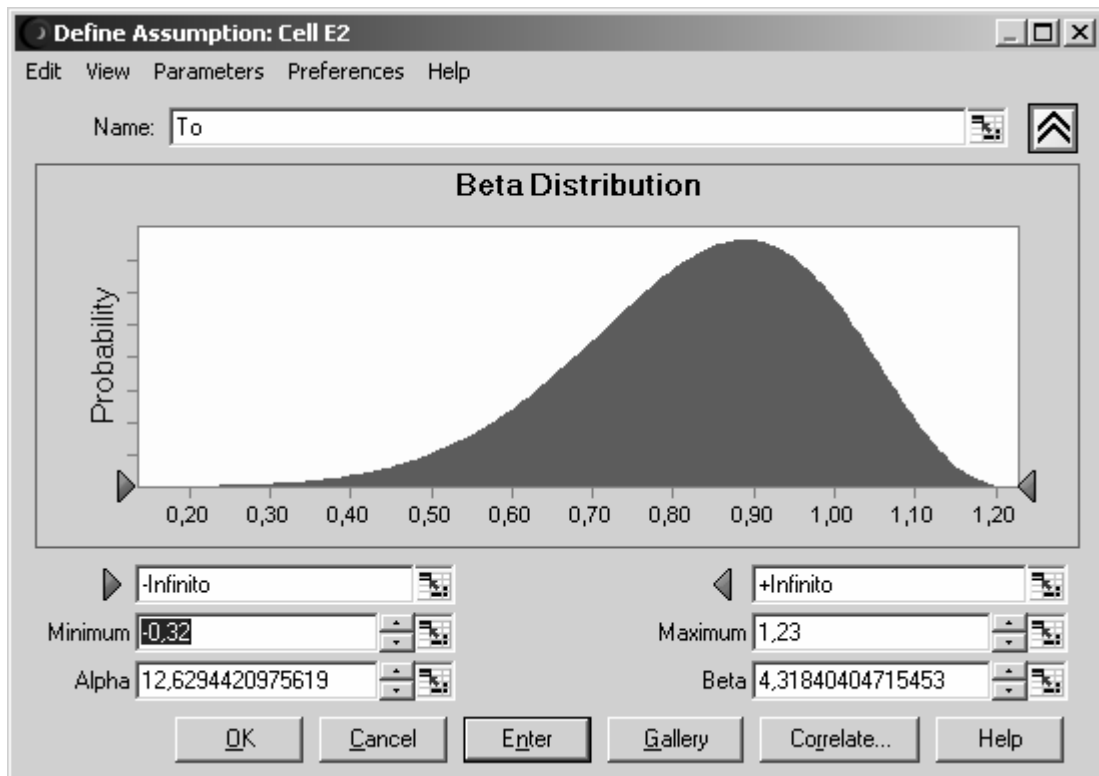 Define Assumption: Cell E2
Edit View Parameters Preferences Help
Name: To
Beta Distribution
Probability
0,20 0,30 0,40 0,50 0,60 0,70 0,80 0,90 1,00 1,10 1,20
-Infinito +Infinito
Minimum -0,32 Maximum 1,23
Alpha 12,6294420975619 Beta 4,31840404715453
OK Cancel Enter Gallery Correlate... Help